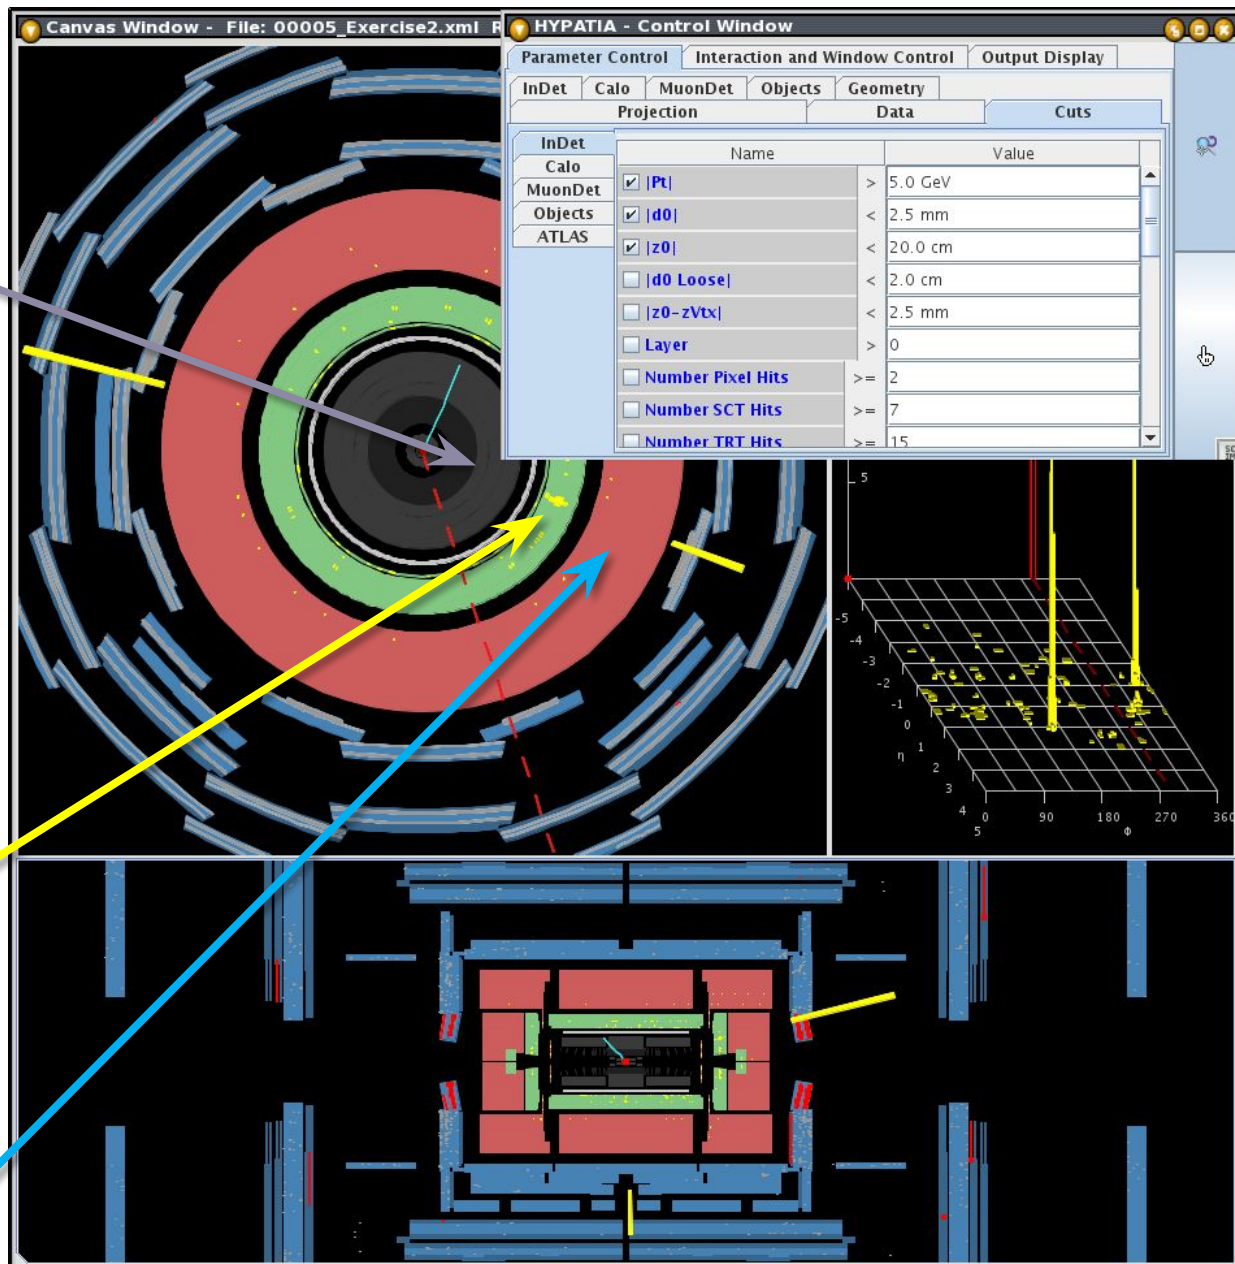 Canvas Window - File: 00005_Exercise2.xml R
HYPATIA - Control Window
Parameter Control Interaction and Window Control Output Display
InDet Calo MuonDet Objects Geometry
Projection Data Cuts
InDet
Calo
MuonDet
Objects
ATLAS
Name Value
|Pt| > 5.0 GeV
|d0| < 2.5 mm
|z0| < 20.0 cm
|d0 Loose| < 2.0 cm
|z0-zVtx| < 2.5 mm
Layer > 0
Number Pixel Hits >= 2
Number SCT Hits >= 7
Number TRT Hits >= 15
5
-5
-4
-3
-2
-1
0
1
2
3
4
5
η
0 90 180 270 360
Φ